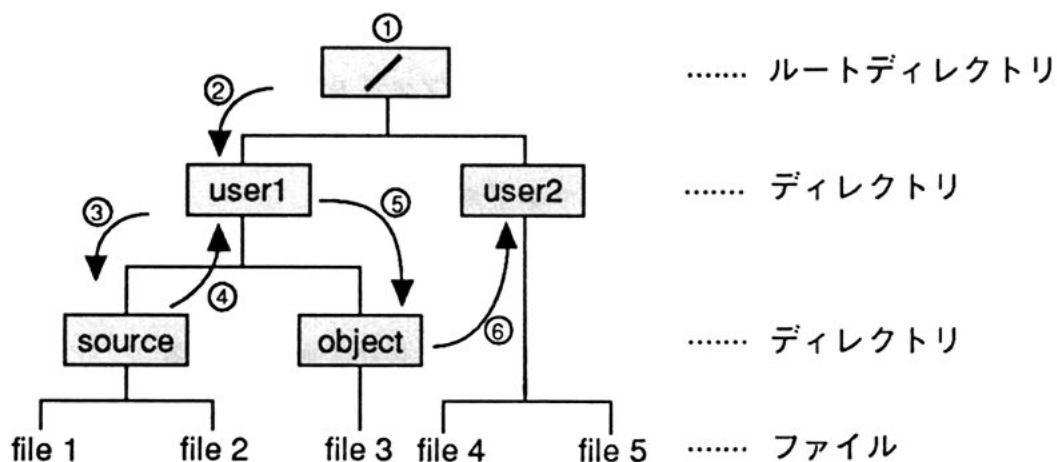 ①
/
……. ルートディレクトリ
②
user1
user2
……. ディレクトリ
③
⑤
④
⑥
source
object
……. ディレクトリ
file 1
file 2
file 3
file 4
file 5
……. ファイル